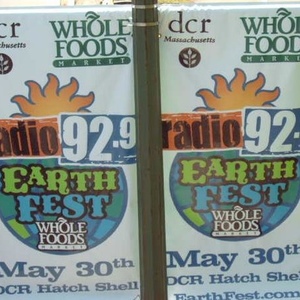 dcr
Massachusetts
WHOLE
FOODS
MARKET
radio 92.9
EARTH
FEST
WHOLE
FOODS
MARKET
May 30th
DCR Hatch Shell
dcr
Massachusetts
WHOLE
FOODS
MARKET
radio 92.
EARTH
FEST
WHOLE
FOODS
MARKET
May 30th
DCR Hatch Shell
EarthFest.com